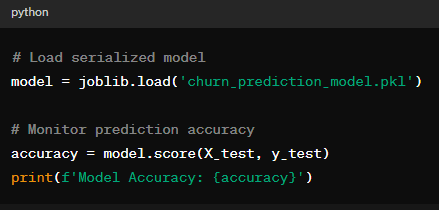 python
# Load serialized model
model = joblib.load('churn_prediction_model.pkl')
# Monitor prediction accuracy
accuracy = model.score(X_test, y_test)
print(f'Model Accuracy: {accuracy}')